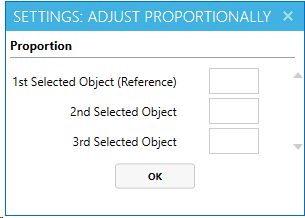 SETTINGS: ADJUST PROPORTIONALLY
Proportion
1st Selected Object (Reference)
2nd Selected Object
3rd Selected Object
OK